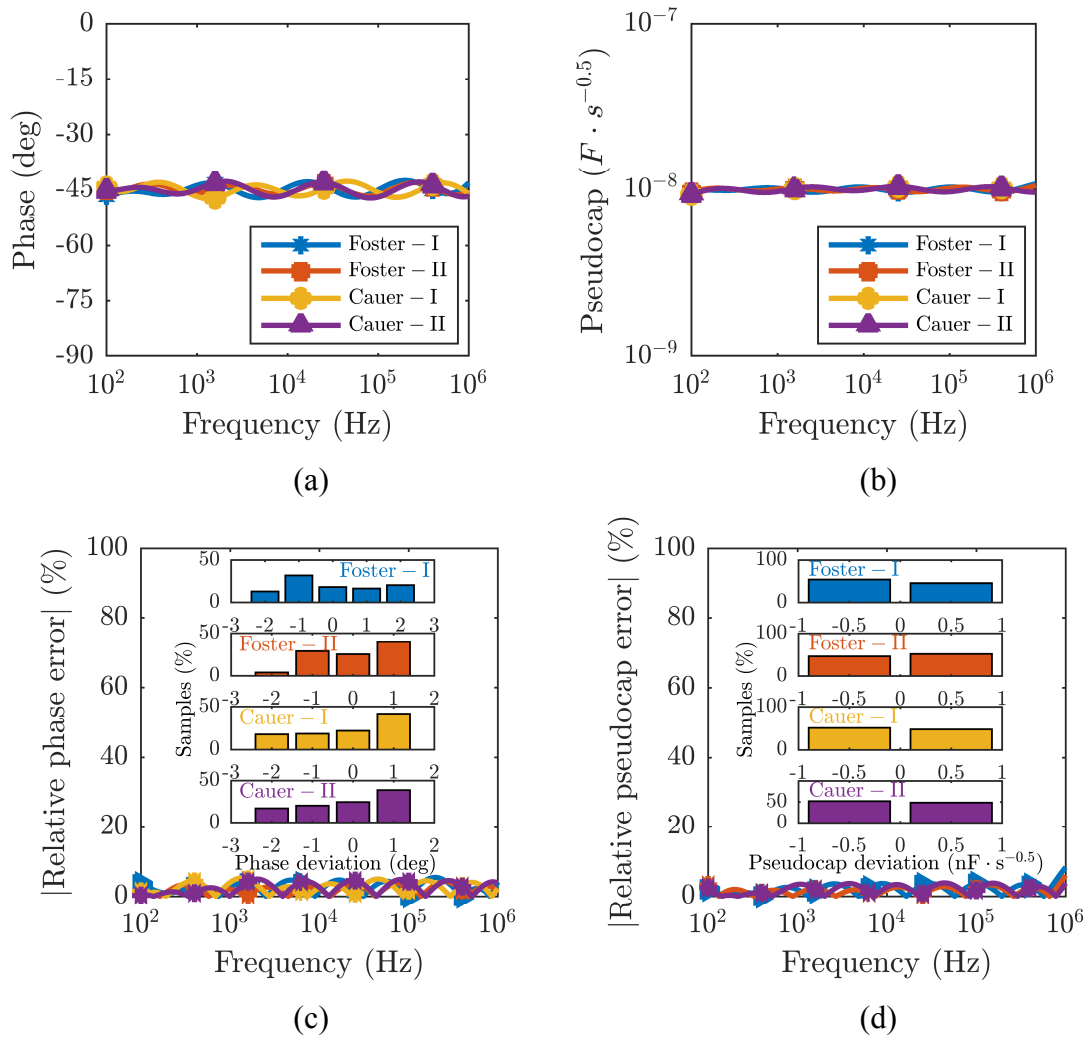 Phase (deg)
0
-15
-30
-45
-60
-75
-90
Foster − I
Foster − II
Cauer − I
Cauer − II
10^2 10^3 10^4 10^5 10^6
Frequency (Hz)
(a)
Pseudocap (F · s^−0.5)
10^-7
10^-8
10^-9
Foster − I
Foster − II
Cauer − I
Cauer − II
10^2 10^3 10^4 10^5 10^6
Frequency (Hz)
(b)
|Relative phase error| (%)
100
80
60
40
20
0
Samples (%)
50
0
Foster − I
-3 -2 -1 0 1 2 3
50
0
Foster − II
-3 -2 -1 0 1 2
50
0
Cauer − I
-3 -2 -1 0 1 2
50
0
Cauer − II
-3 -2 -1 0 1 2
Phase deviation (deg)
10^2 10^3 10^4 10^5 10^6
Frequency (Hz)
(c)
|Relative pseudocap error| (%)
100
80
60
40
20
0
Samples (%)
100
0
Foster − I
-1 -0.5 0 0.5 1
100
0
Foster − II
-1 -0.5 0 0.5 1
100
0
Cauer − I
-1 -0.5 0 0.5 1
50
0
Cauer − II
-1 -0.5 0 0.5 1
Pseudocap deviation (nF · s^−0.5)
10^2 10^3 10^4 10^5 10^6
Frequency (Hz)
(d)